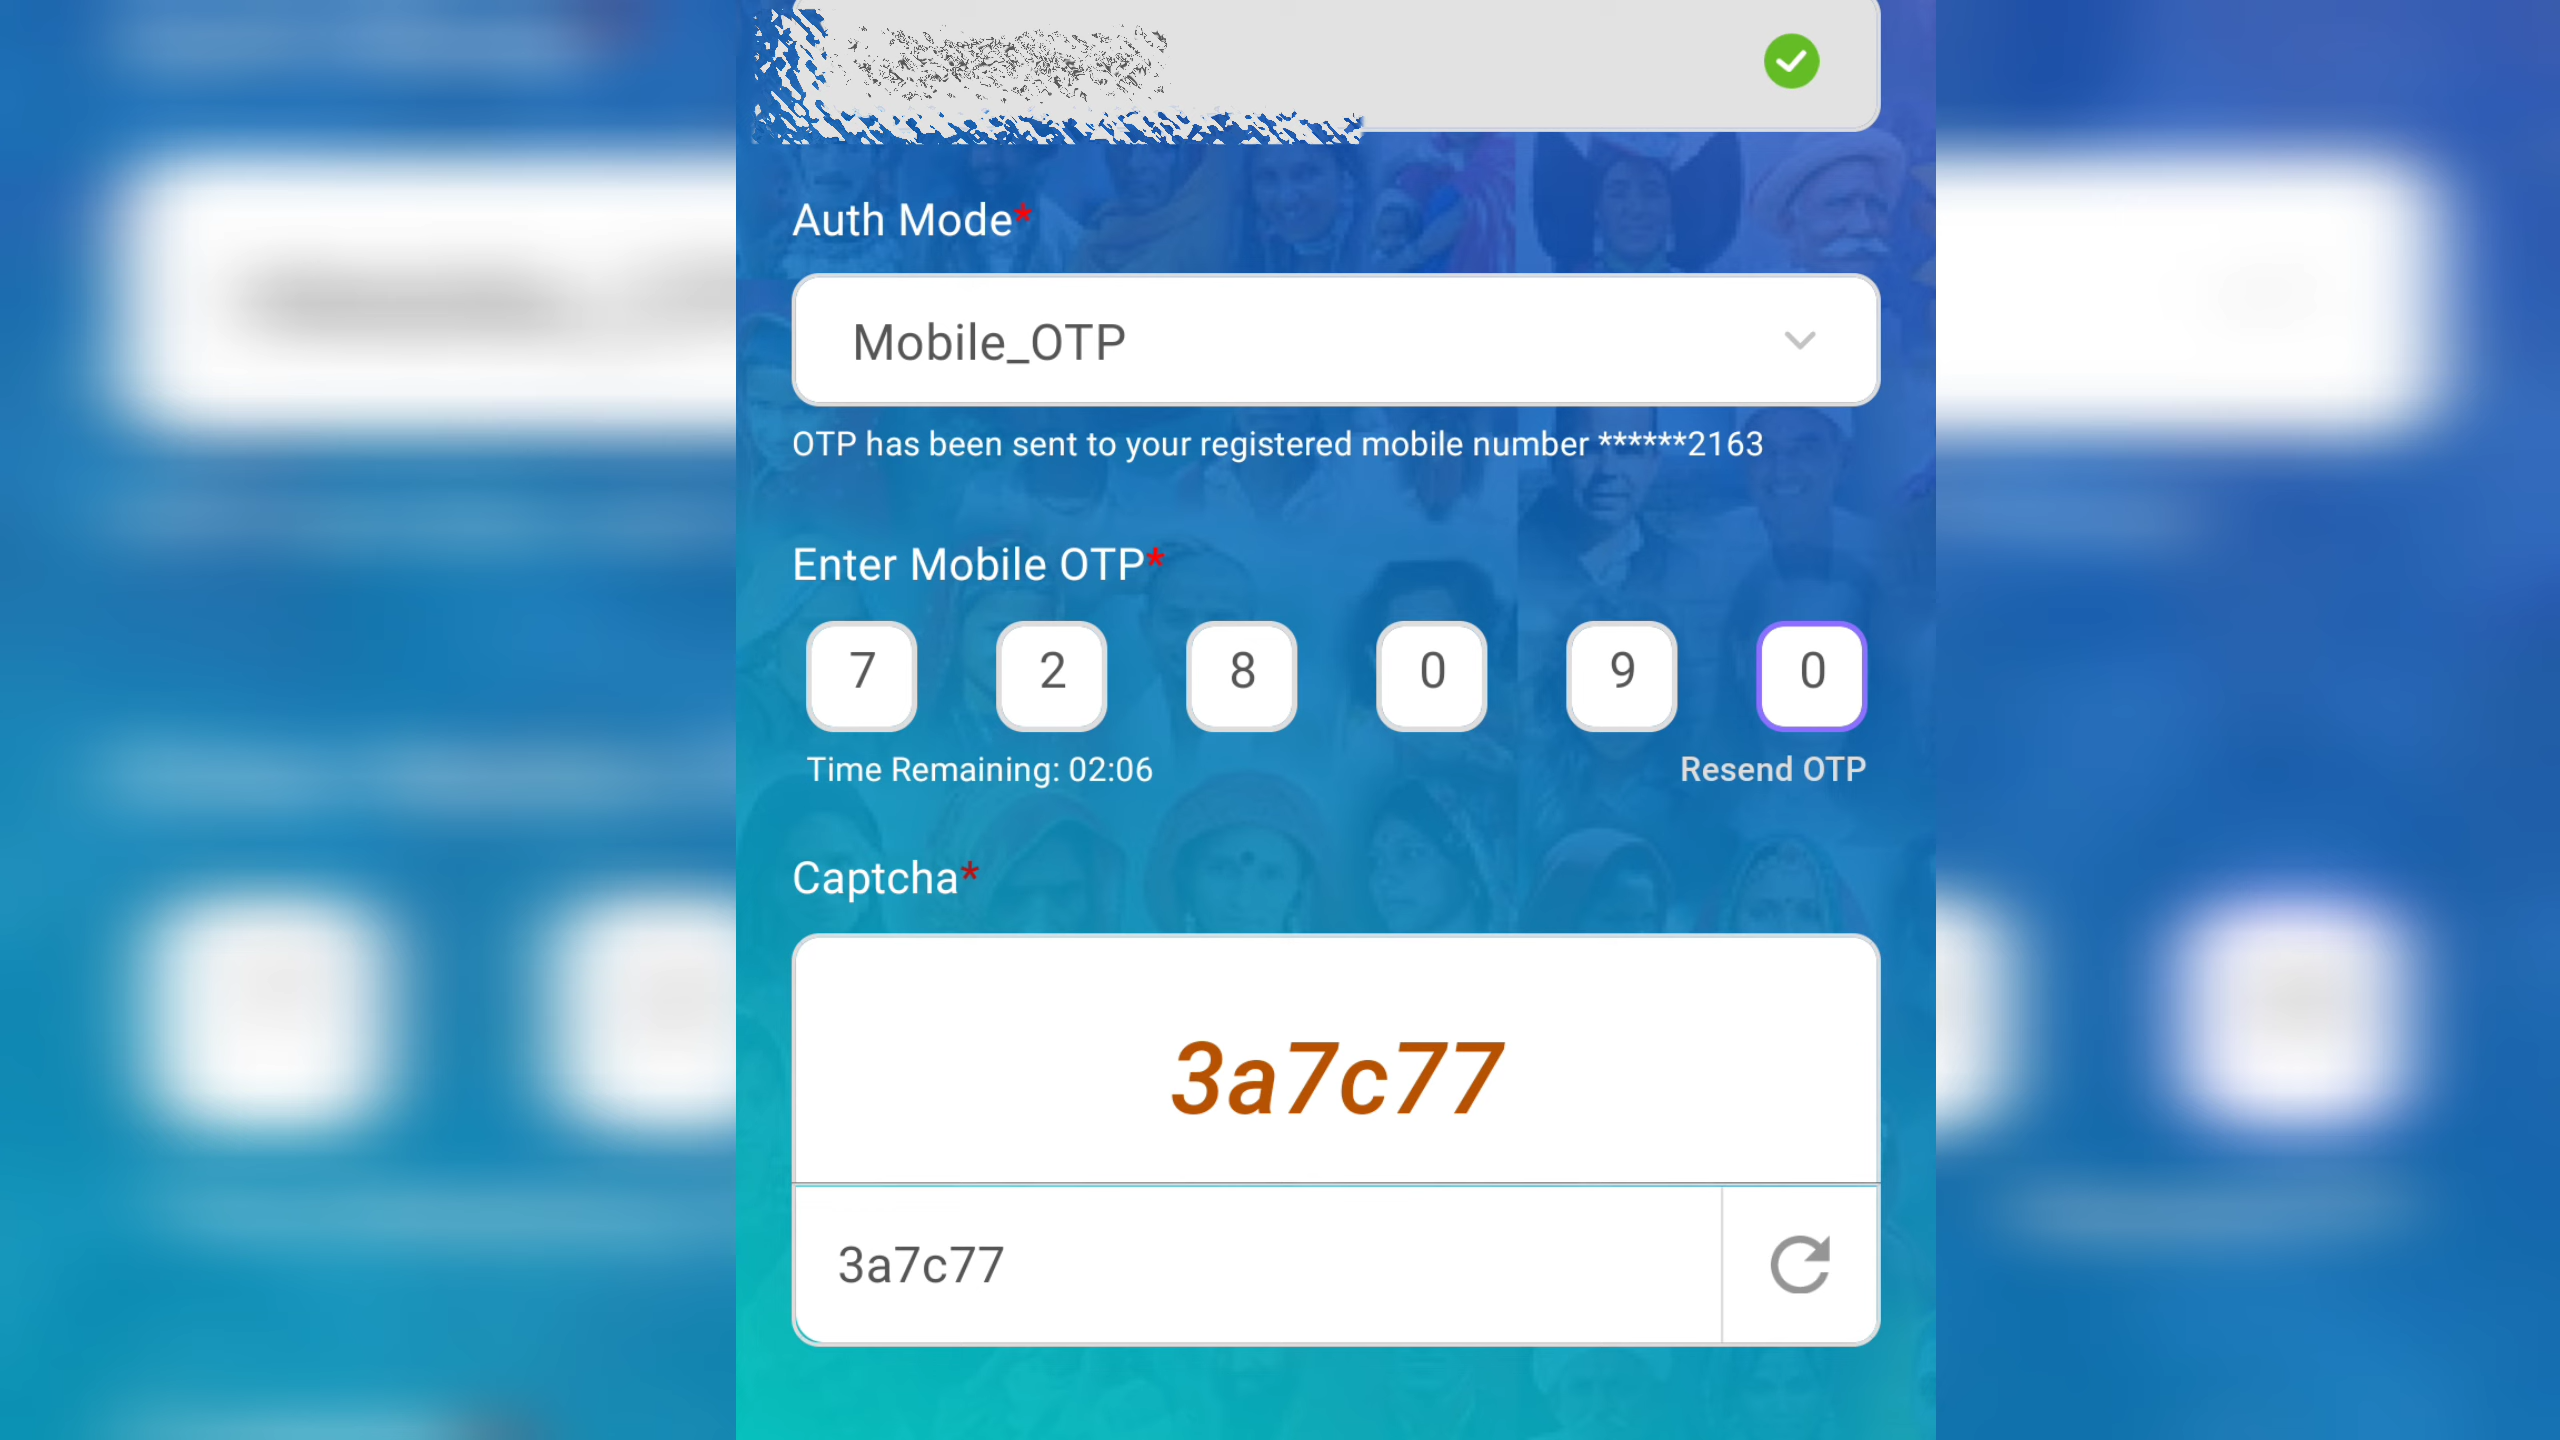 Auth Mode*
Mobile_OTP
OTP has been sent to your registered mobile number ******2163
Enter Mobile OTP*
7 2 8 0 9 0
Time Remaining: 02:06 Resend OTP
Captcha*
3a7c77
3a7c77